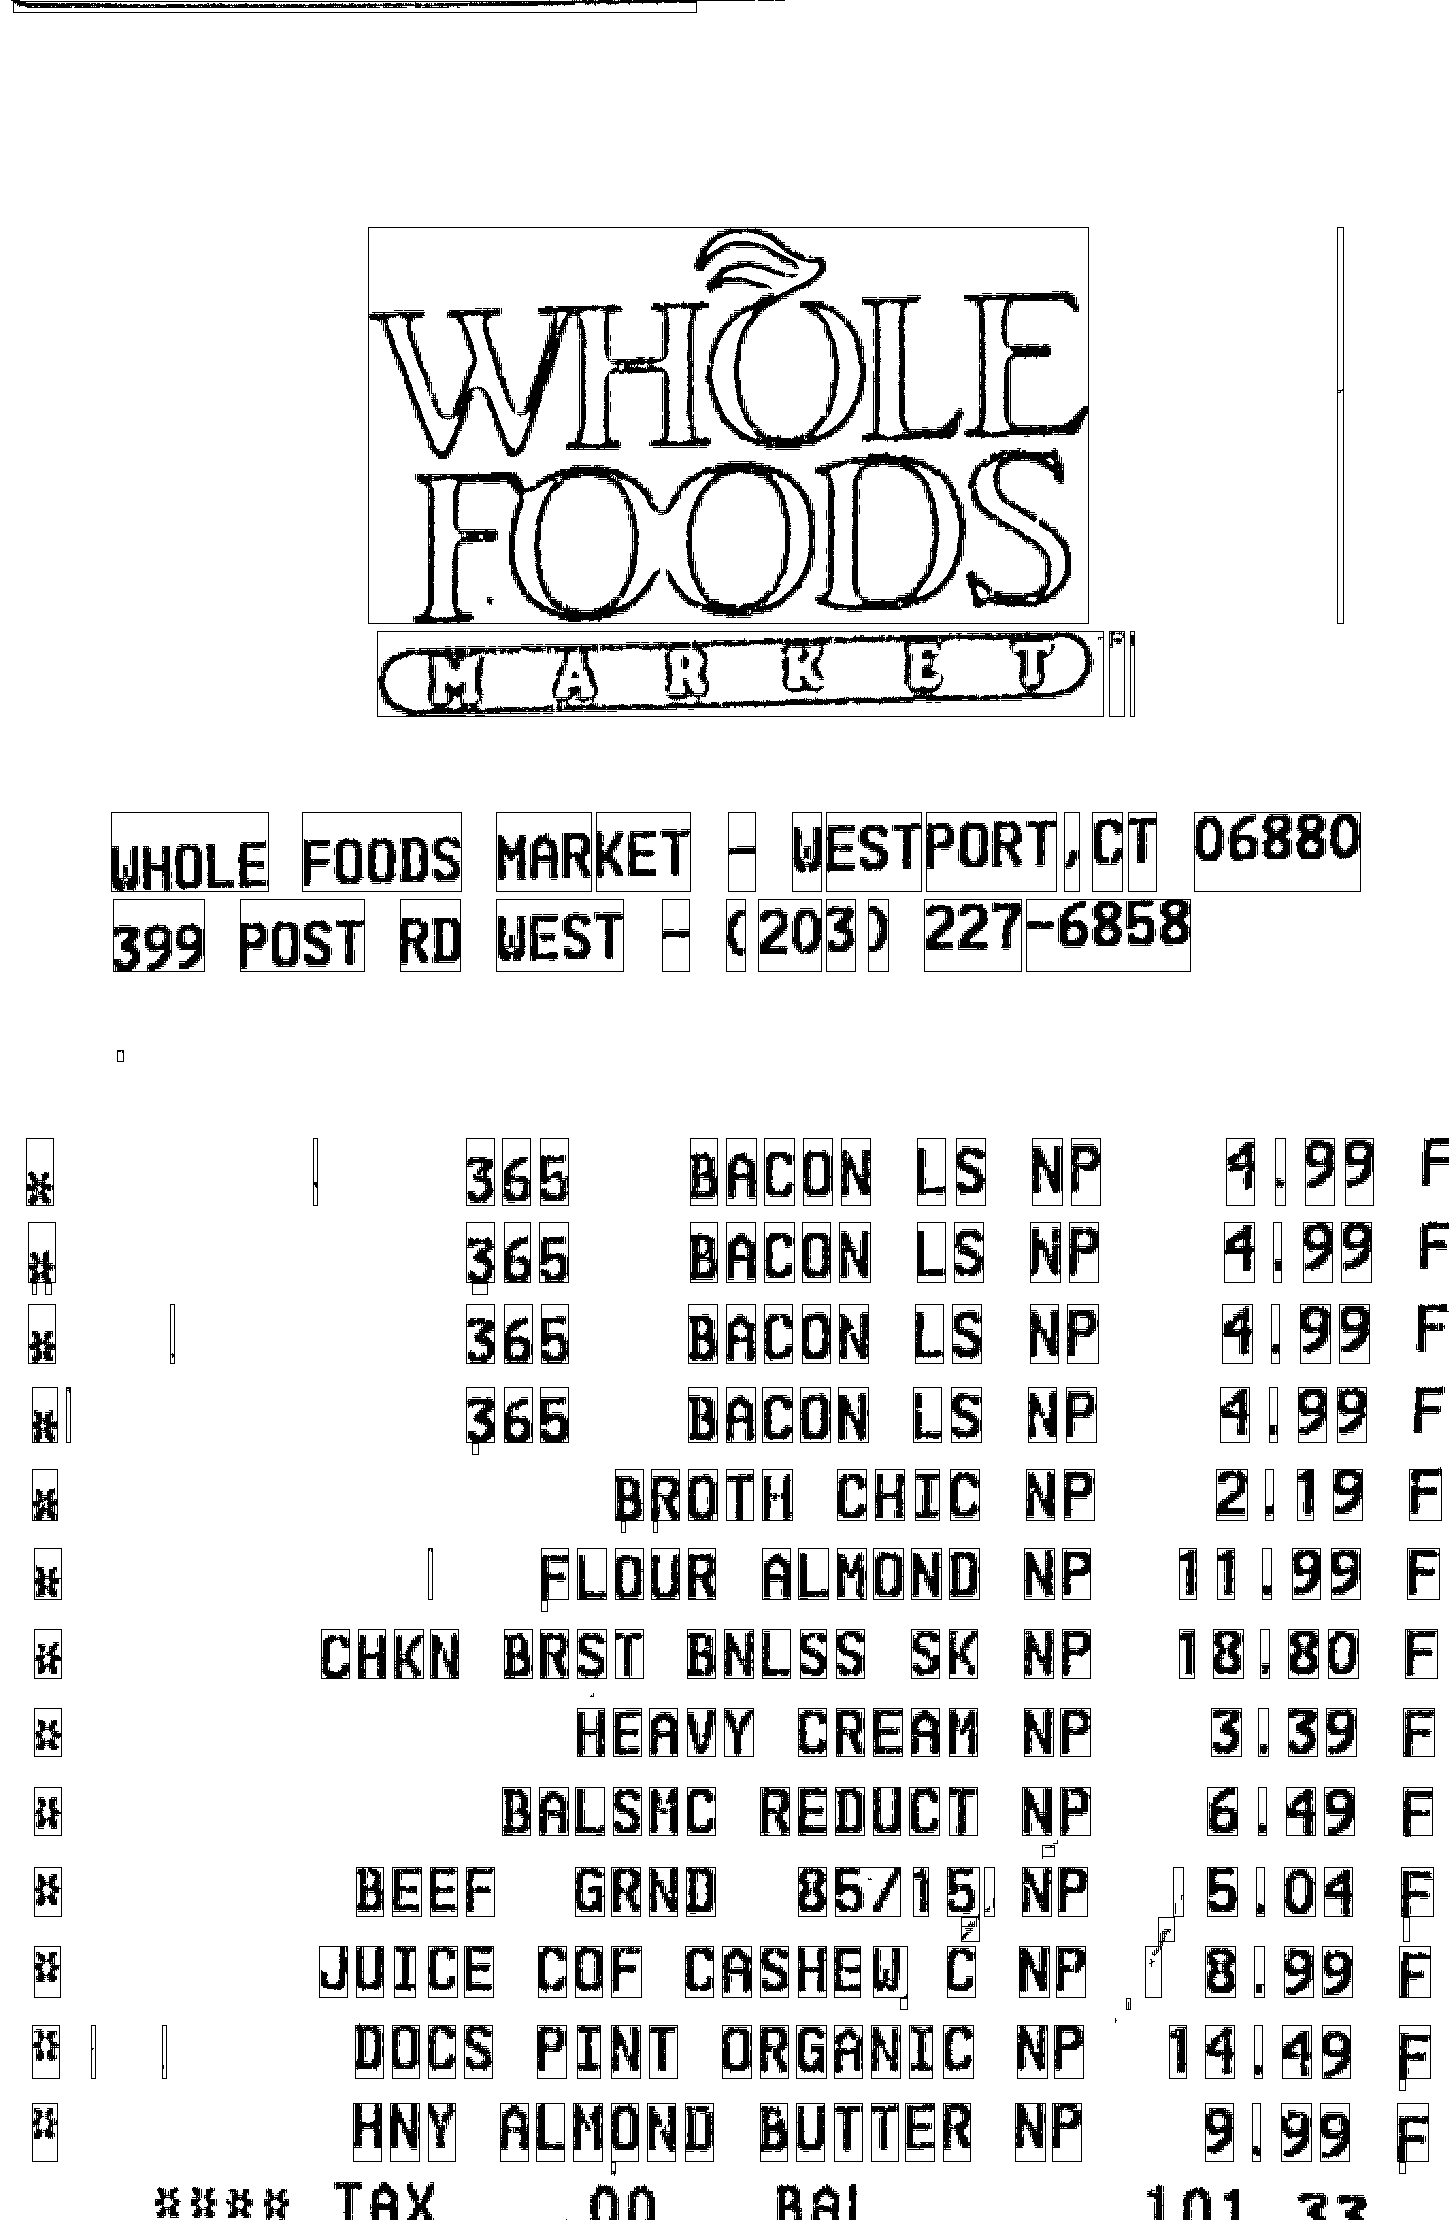 WHOLE
FOODS
MARKET
WHOLE FOODS MARKET - WESTPORT,CT 06880
399 POST RD WEST - (203) 227-6858
* 365 BACON LS NP 4.99 F
* 365 BACON LS NP 4.99 F
* 365 BACON LS NP 4.99 F
* 365 BACON LS NP 4.99 F
* BROTH CHIC NP 2.19 F
* FLOUR ALMOND NP 11.99 F
* CHKN BRST BNLSS SK NP 18.80 F
* HEAVY CREAM NP 3.39 F
* BALSMC REDUCT NP 6.49 F
* BEEF GRND 85/15 NP 5.04 F
* JUICE COF CASHEW C NP 8.99 F
* DOCS PINT ORGANIC NP 14.49 F
* HNY ALMOND BUTTER NP 9.99 F
**** TAX .00 BAL 101.33